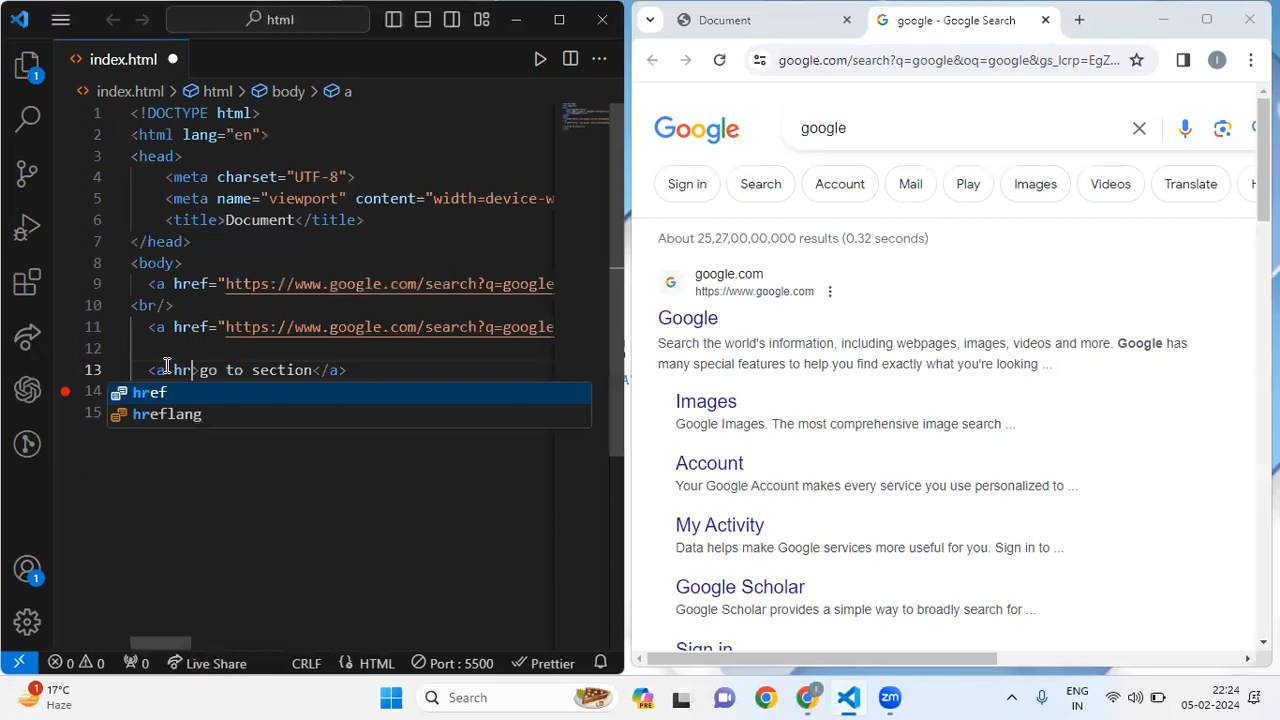 html
index.html
index.html > html > body > a
1 <!DOCTYPE html>
2 <html lang="en">
3 <head>
4 <meta charset="UTF-8">
5 <meta name="viewport" content="width=device-w
6 <title>Document</title>
7 </head>
8 <body>
9 <a href="https://www.google.com/search?q=google
10 <br/>
11 <a href="https://www.google.com/search?q=google
12
13 <a hr>go to section</a>
14 href
15 hreflang
1
1
0 0 0 Live Share CRLF HTML Port : 5500 Prettier
Document
google - Google Search
google.com/search?q=google&oq=google&gs_lcrp=EgZ...
I
Google
google
Sign in Search Account Mail Play Images Videos Translate
About 25,27,00,00,000 results (0.32 seconds)
google.com
https://www.google.com
Google
Search the world's information, including webpages, images, videos and more. Google has
many special features to help you find exactly what you're looking ...
Images
Google Images. The most comprehensive image search ...
Account
Your Google Account makes every service you use personalized to ...
My Activity
Data helps make Google services more useful for you. Sign in to ...
Google Scholar
Google Scholar provides a simple way to broadly search for ...
Sign in
1
17°C
Haze
Search
PRE
ENG
IN
22:24
05-02-2024